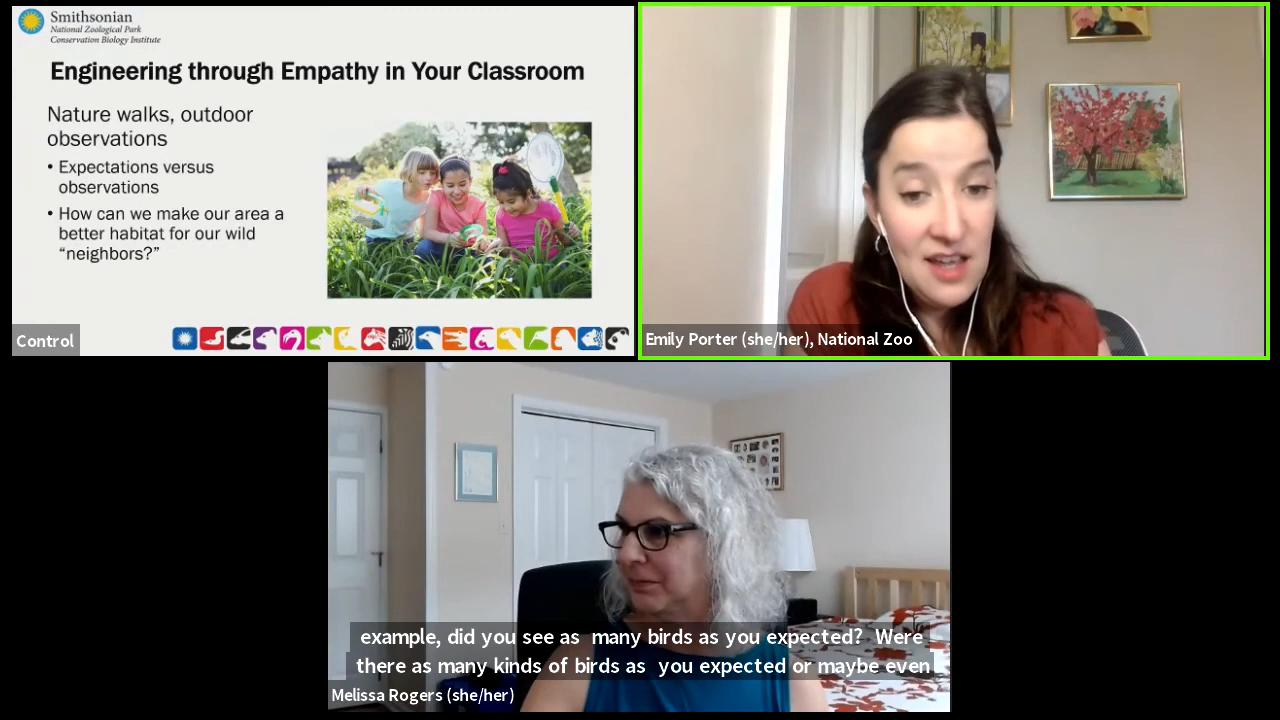 Smithsonian
National Zoological Park
Conservation Biology Institute
Engineering through Empathy in Your Classroom
Nature walks, outdoor
observations
• Expectations versus
observations
• How can we make our area a
better habitat for our wild
“neighbors?”
Control
Emily Porter (she/her), National Zoo
example, did you see as many birds as you expected? Were
there as many kinds of birds as you expected or maybe even
Melissa Rogers (she/her)